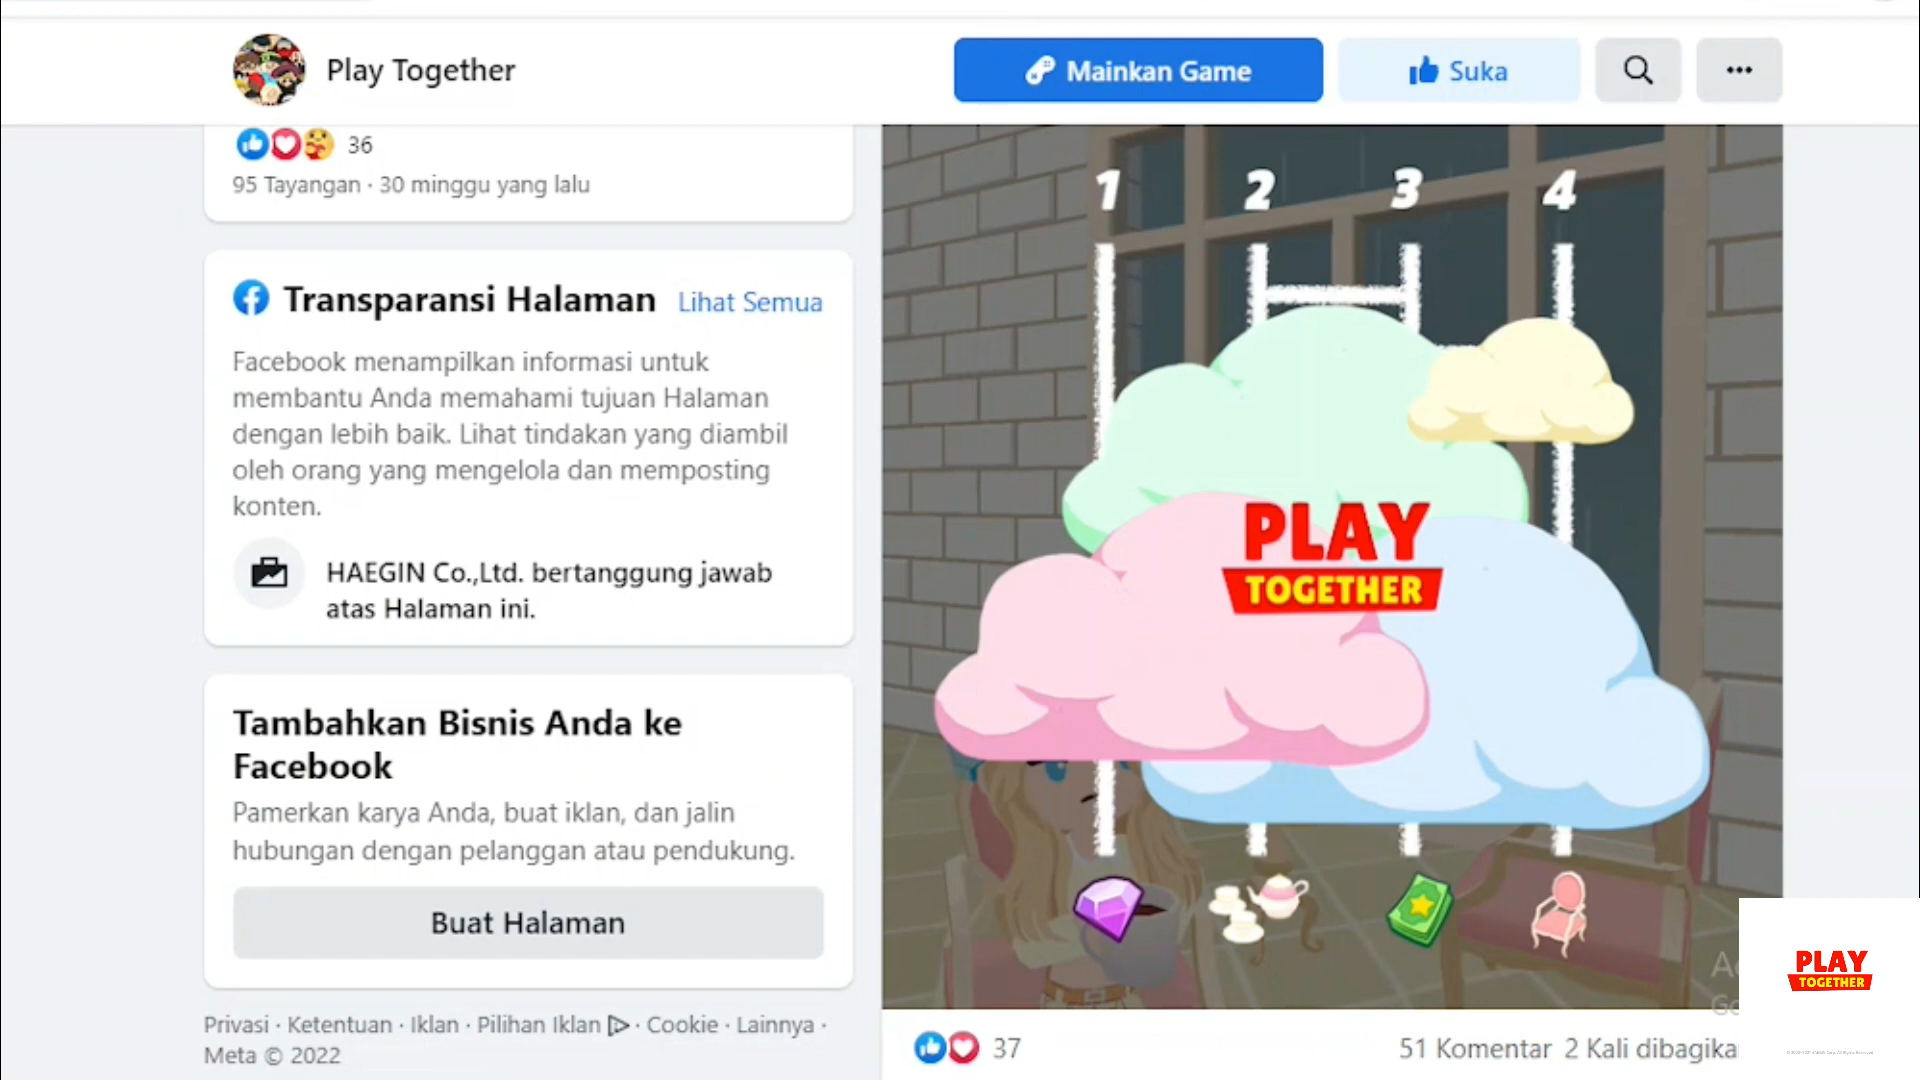 Play Together
Mainkan Game
Suka
36
95 Tayangan · 30 minggu yang lalu
Transparansi Halaman
Lihat Semua
Facebook menampilkan informasi untuk
membantu Anda memahami tujuan Halaman
dengan lebih baik. Lihat tindakan yang diambil
oleh orang yang mengelola dan memposting
konten.
HAEGIN Co.,Ltd. bertanggung jawab
atas Halaman ini.
Tambahkan Bisnis Anda ke
Facebook
Pamerkan karya Anda, buat iklan, dan jalin
hubungan dengan pelanggan atau pendukung.
Buat Halaman
Privasi · Ketentuan · Iklan · Pilihan Iklan · Cookie · Lainnya ·
Meta © 2022
1 2 3 4
PLAY
TOGETHER
37
51 Komentar 2 Kali dibagika
PLAY
TOGETHER